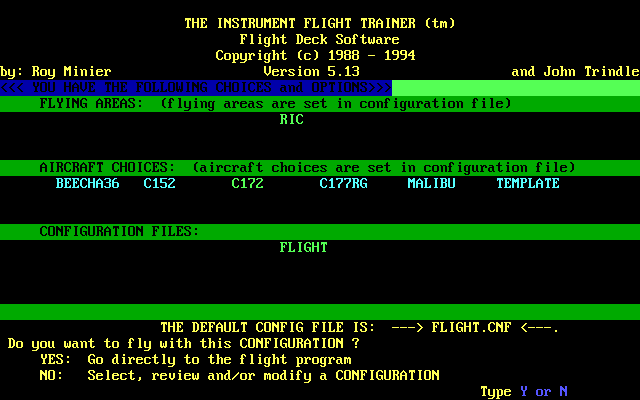 THE INSTRUMENT FLIGHT TRAINER (tm)
Flight Deck Software
Copyright (c) 1988 - 1994
by: Roy Minier Version 5.13 and John Trindle
<<< YOU HAVE THE FOLLOWING CHOICES and OPTIONS>>>
FLYING AREAS: (flying areas are set in configuration file)
RIC
AIRCRAFT CHOICES: (aircraft choices are set in configuration file)
BEECHA36 C152 C172 C177RG MALIBU TEMPLATE
CONFIGURATION FILES:
FLIGHT
THE DEFAULT CONFIG FILE IS: ---> FLIGHT.CNF <---.
Do you want to fly with this CONFIGURATION ?
YES: Go directly to the flight program
NO: Select, review and/or modify a CONFIGURATION
Type Y or N